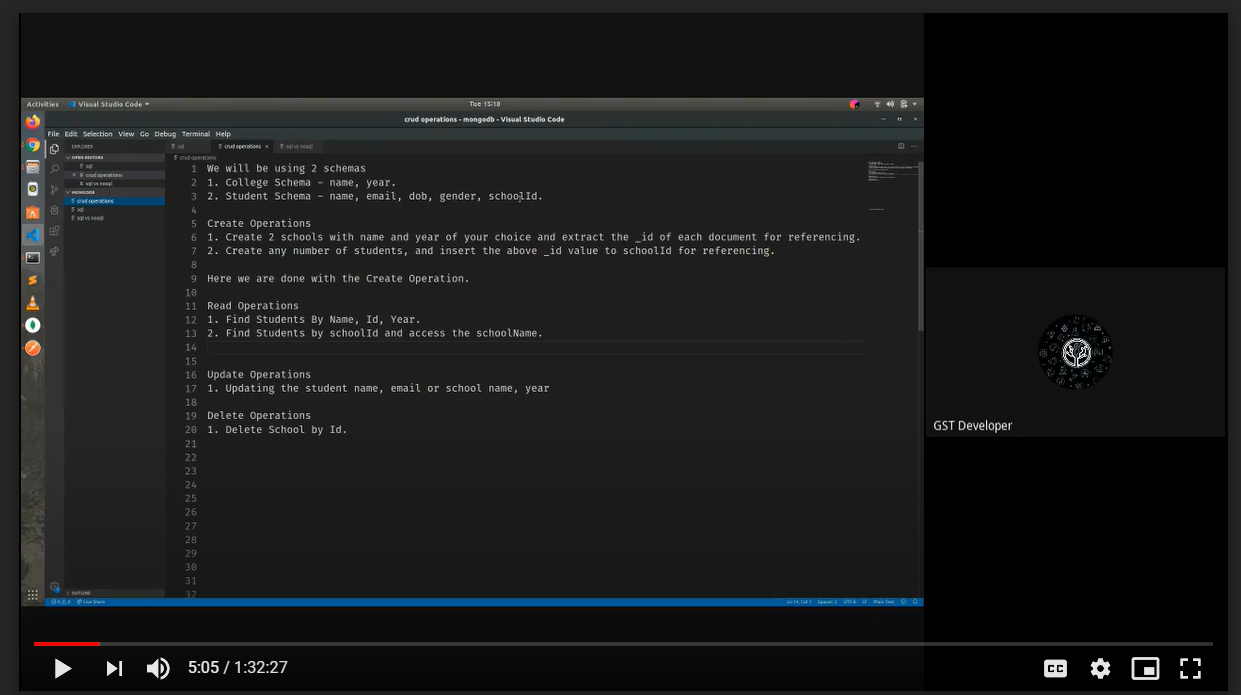 Activities Visual Studio Code Tue 15:18
crud operations - mongodb - Visual Studio Code
File Edit Selection View Go Debug Terminal Help
EXPLORER
OPEN EDITORS
sql
crud operations
sql vs nosql
MONGODB
crud operations
sql
sql vs nosql
OUTLINE
sql crud operations × sql vs nosql
crud operations
1 We will be using 2 schemas
2 1. College Schema - name, year.
3 2. Student Schema - name, email, dob, gender, schoolId.
4
5 Create Operations
6 1. Create 2 schools with name and year of your choice and extract the _id of each document for referencing.
7 2. Create any number of students, and insert the above _id value to schoolId for referencing.
8
9 Here we are done with the Create Operation.
10
11 Read Operations
12 1. Find Students By Name, Id, Year.
13 2. Find Students by schoolId and access the schoolName.
14
15
16 Update Operations
17 1. Updating the student name, email or school name, year
18
19 Delete Operations
20 1. Delete School by Id.
21
22
23
24
25
26
27
28
29
30
31
32
Live Share Ln 14, Col 1 Spaces: 2 UTF-8 LF Plain Text
GST Developer
5:05 / 1:32:27
CC